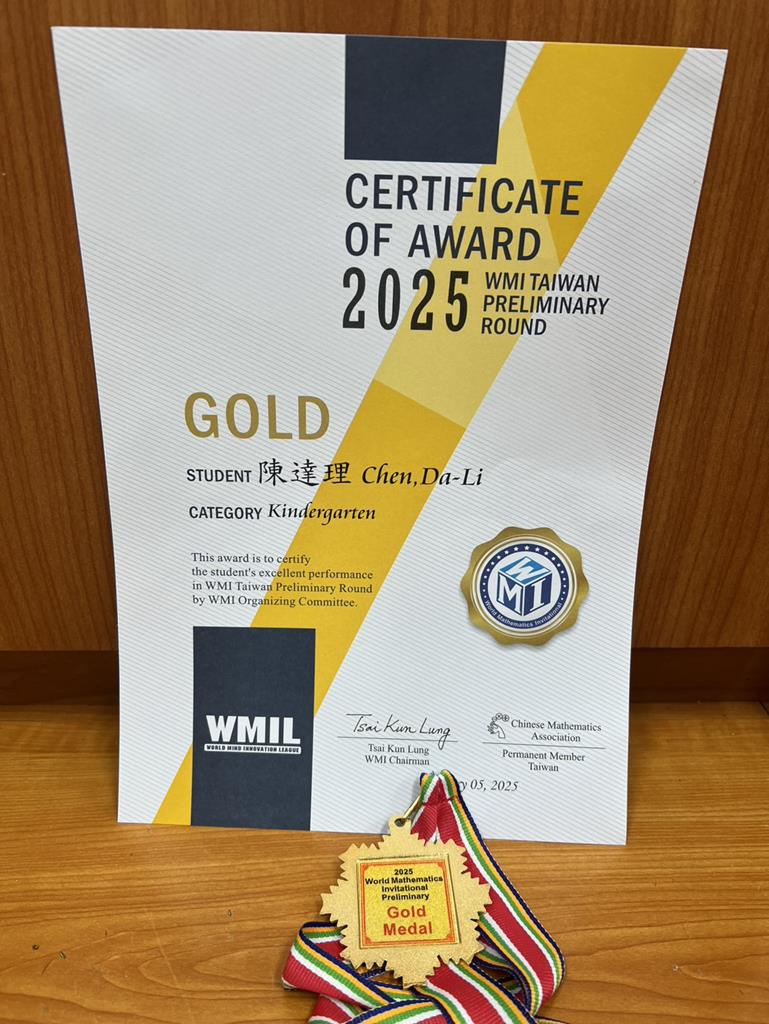 CERTIFICATE
OF AWARD
2025 WMI TAIWAN
PRELIMINARY
ROUND
GOLD
STUDENT 陳達理 Chen,Da-Li
CATEGORY Kindergarten
This award is to certify
the student's excellent performance
in WMI Taiwan Preliminary Round
by WMI Organizing Committee.
WMI
World Mathematics Invitational
WMIL
WORLD MIND INNOVATION LEAGUE
Tsai Kun Lung
Tsai Kun Lung
WMI Chairman
Chinese Mathematics
Association
Permanent Member
Taiwan
05, 2025
2025
World Mathematics
Invitational
Preliminary
Gold
Medal